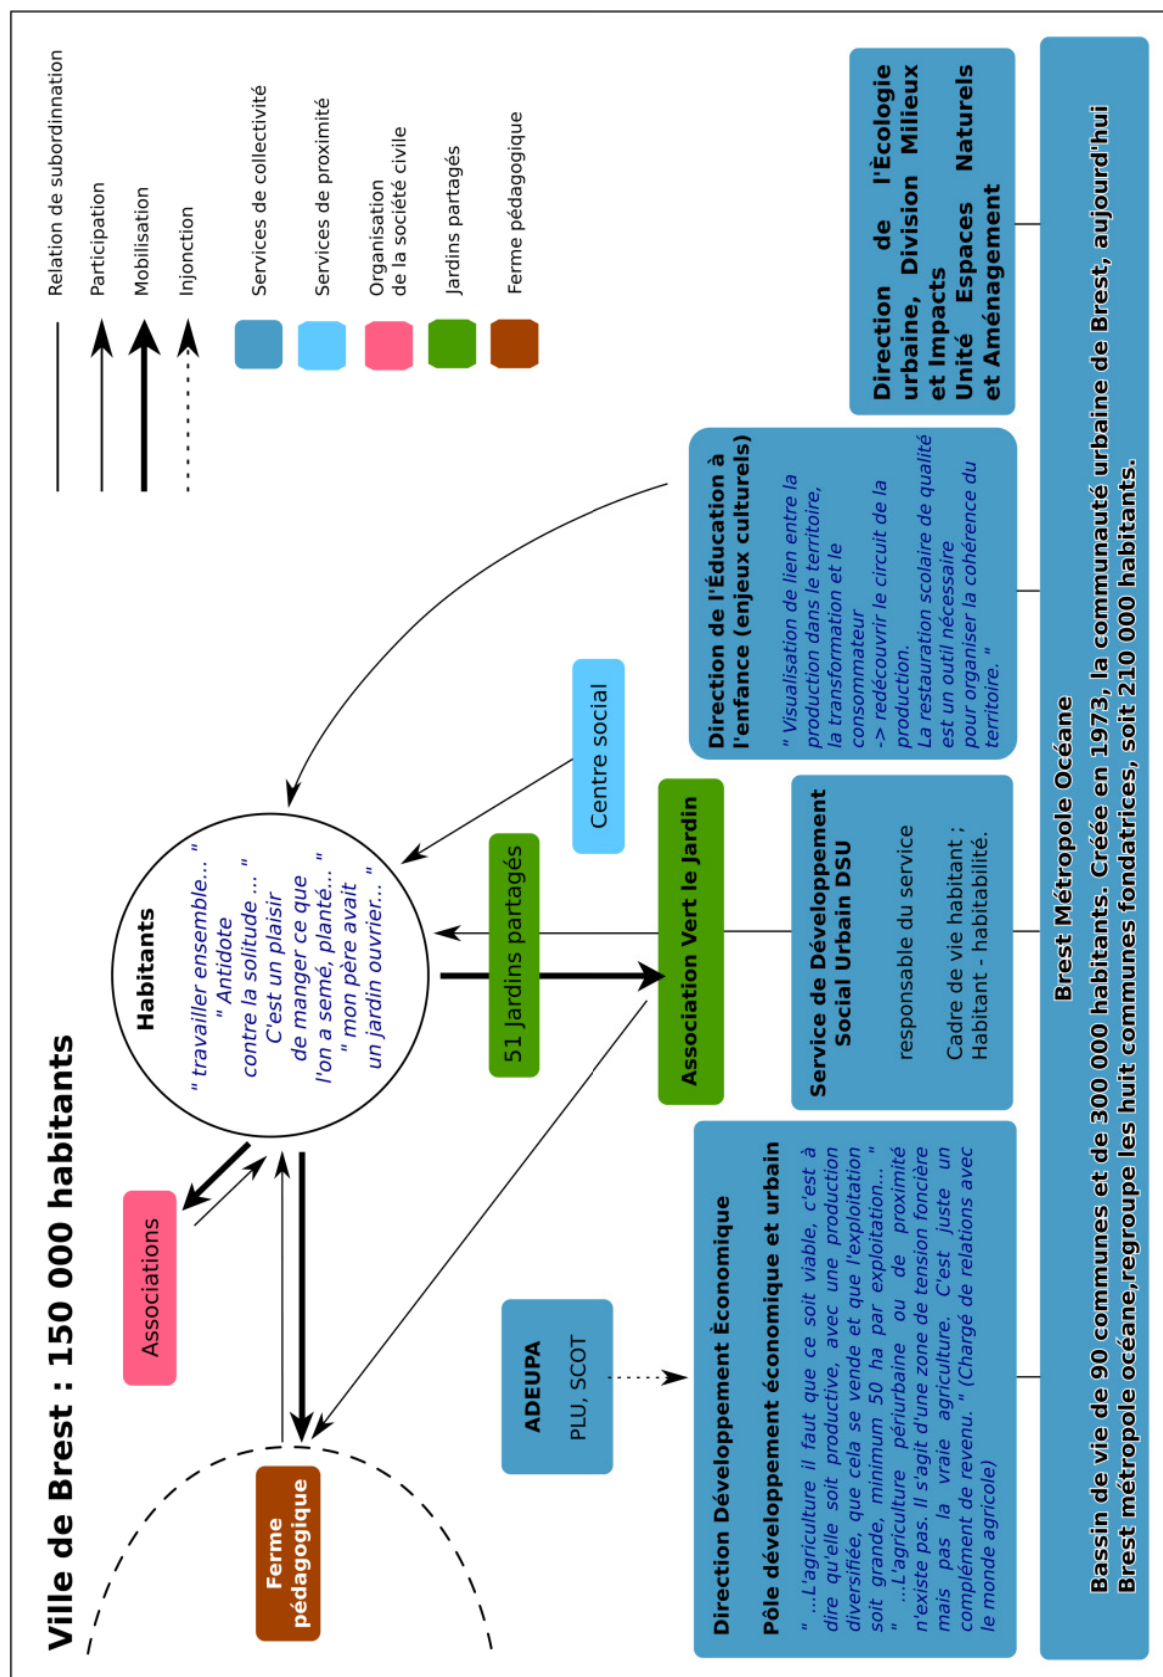 Ville de Brest : 150 000 habitants
Relation de subordinnation
Participation
Mobilisation
Injonction
Services de collectivité
Services de proximité
Organisation
de la société civile
Jardins partagés
Ferme pédagogique
Associations
Habitants
" travailler ensemble... "
" Antidote
contre la solitude ... "
C'est un plaisir
de manger ce que
l'on a semé, planté... "
" mon père avait
un jardin ouvrier... "
Ferme
pédagogique
51 Jardins partagés
Centre social
Association Vert le Jardin
ADEUPA
PLU, SCOT
Direction Développement Èconomique
Pôle développement économique et urbain
" ...L'agriculture il faut que ce soit viable, c'est à
dire qu'elle soit productive, avec une production
diversifiée, que cela se vende et que l'exploitation
soit grande, minimum 50 ha par exploitation... "
" ...L'agriculture périurbaine ou de proximité
n'existe pas. Il s'agit d'une zone de tension foncière
mais pas la vraie agriculture. C'est juste un
complément de revenu. " (Chargé de relations avec
le monde agricole)
Service de Développement
Social Urbain DSU
responsable du service
Cadre de vie habitant ;
Habitant - habitabilité.
Direction de l'Éducation à
l'enfance (enjeux culturels)
" Visualisation de lien entre la
production dans le territoire,
la transformation et le
consommateur
-> redécouvrir le circuit de la
production.
La restauration scolaire de qualité
est un outil nécessaire
pour organiser la cohérence du
territoire. "
Direction de l'Ècologie
urbaine, Division Milieux
et Impacts
Unité Espaces Naturels
et Aménagement
Brest Métropole Océane
Bassin de vie de 90 communes et de 300 000 habitants. Créée en 1973, la communauté urbaine de Brest, aujourd'hui
Brest métropole océane,regroupe les huit communes fondatrices, soit 210 000 habitants.